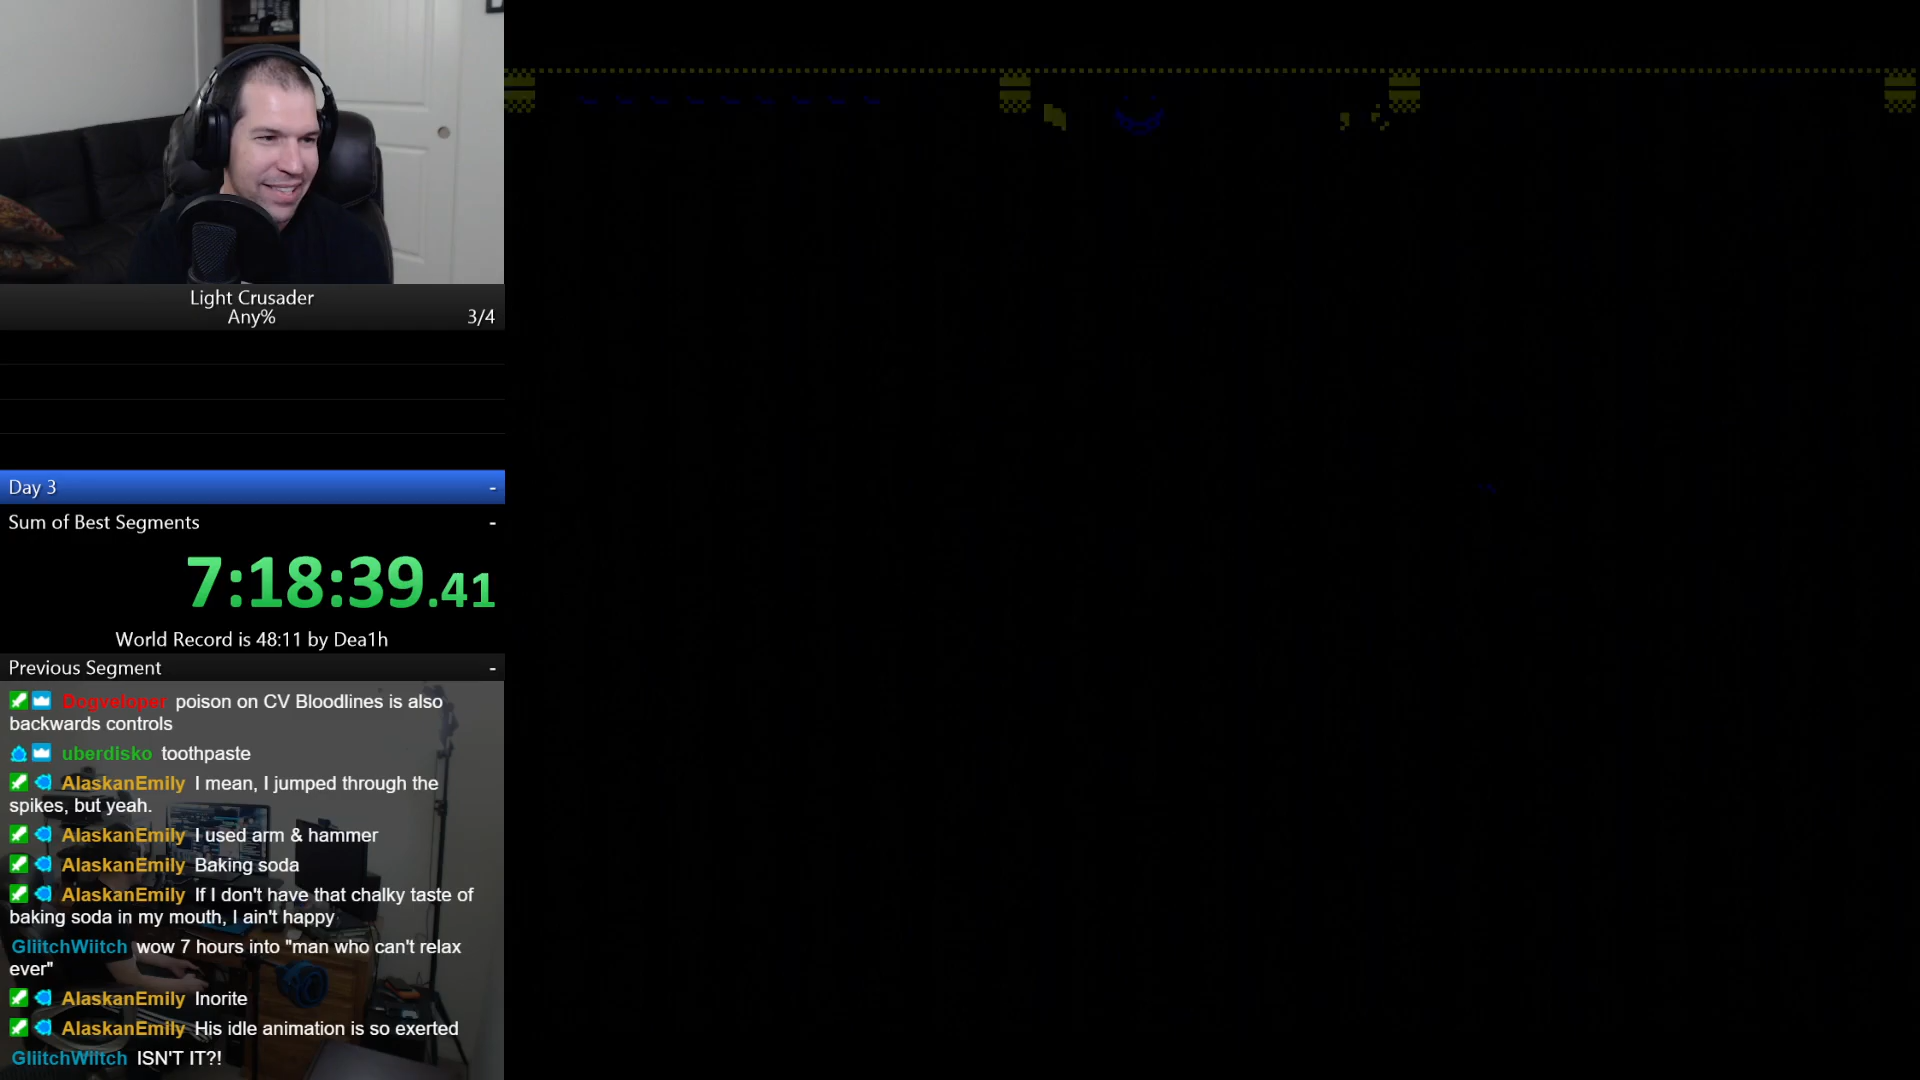 Light Crusader
Any%
3/4
Day 3 -
Sum of Best Segments -
7:18:39.41
World Record is 48:11 by Dea1h
Previous Segment -
Dogveloper poison on CV Bloodlines is also
backwards controls
uberdisko toothpaste
AlaskanEmily I mean, I jumped through the
spikes, but yeah.
AlaskanEmily I used arm & hammer
AlaskanEmily Baking soda
AlaskanEmily If I don't have that chalky taste of
baking soda in my mouth, I ain't happy
GliitchWiitch wow 7 hours into "man who can't relax
ever"
AlaskanEmily Inorite
AlaskanEmily His idle animation is so exerted
GliitchWiitch ISN'T IT?!